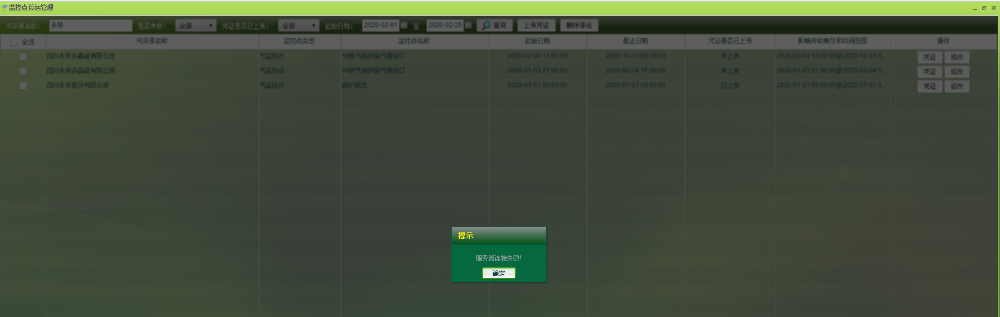 监控点停运管理
污染源名称： 永祥 是否考核： 全部 凭证是否已上传： 全部 起始日期： 2020-02-01 至 2020-02-25 查询 上传凭证 删除停运
全选 污染源名称 监控点类型 监控点名称 起始日期 截止日期 凭证是否已上传 影响传输有效率时间范围 操作
四川永祥多晶硅有限公司 气监控点 1#燃气锅炉废气排放口 2020-02-04 17:00:00 2020-10-31 08:00:00 未上传 2020-02-04 17:00:00至2020-10-31 0... 凭证 修改
四川永祥多晶硅有限公司 气监控点 2#燃气锅炉废气排放口 2020-01-03 21:00:00 2020-02-04 17:00:00 未上传 2020-01-03 21:00:00至2020-02-04 1... 凭证 修改
四川永祥股份有限公司 气监控点 锅炉烟囱 2020-01-01 00:00:00 2020-07-01 00:00:00 已上传 2020-01-01 00:00:00至2020-07-01 0... 凭证 修改
提示
服务器连接失败!
确定